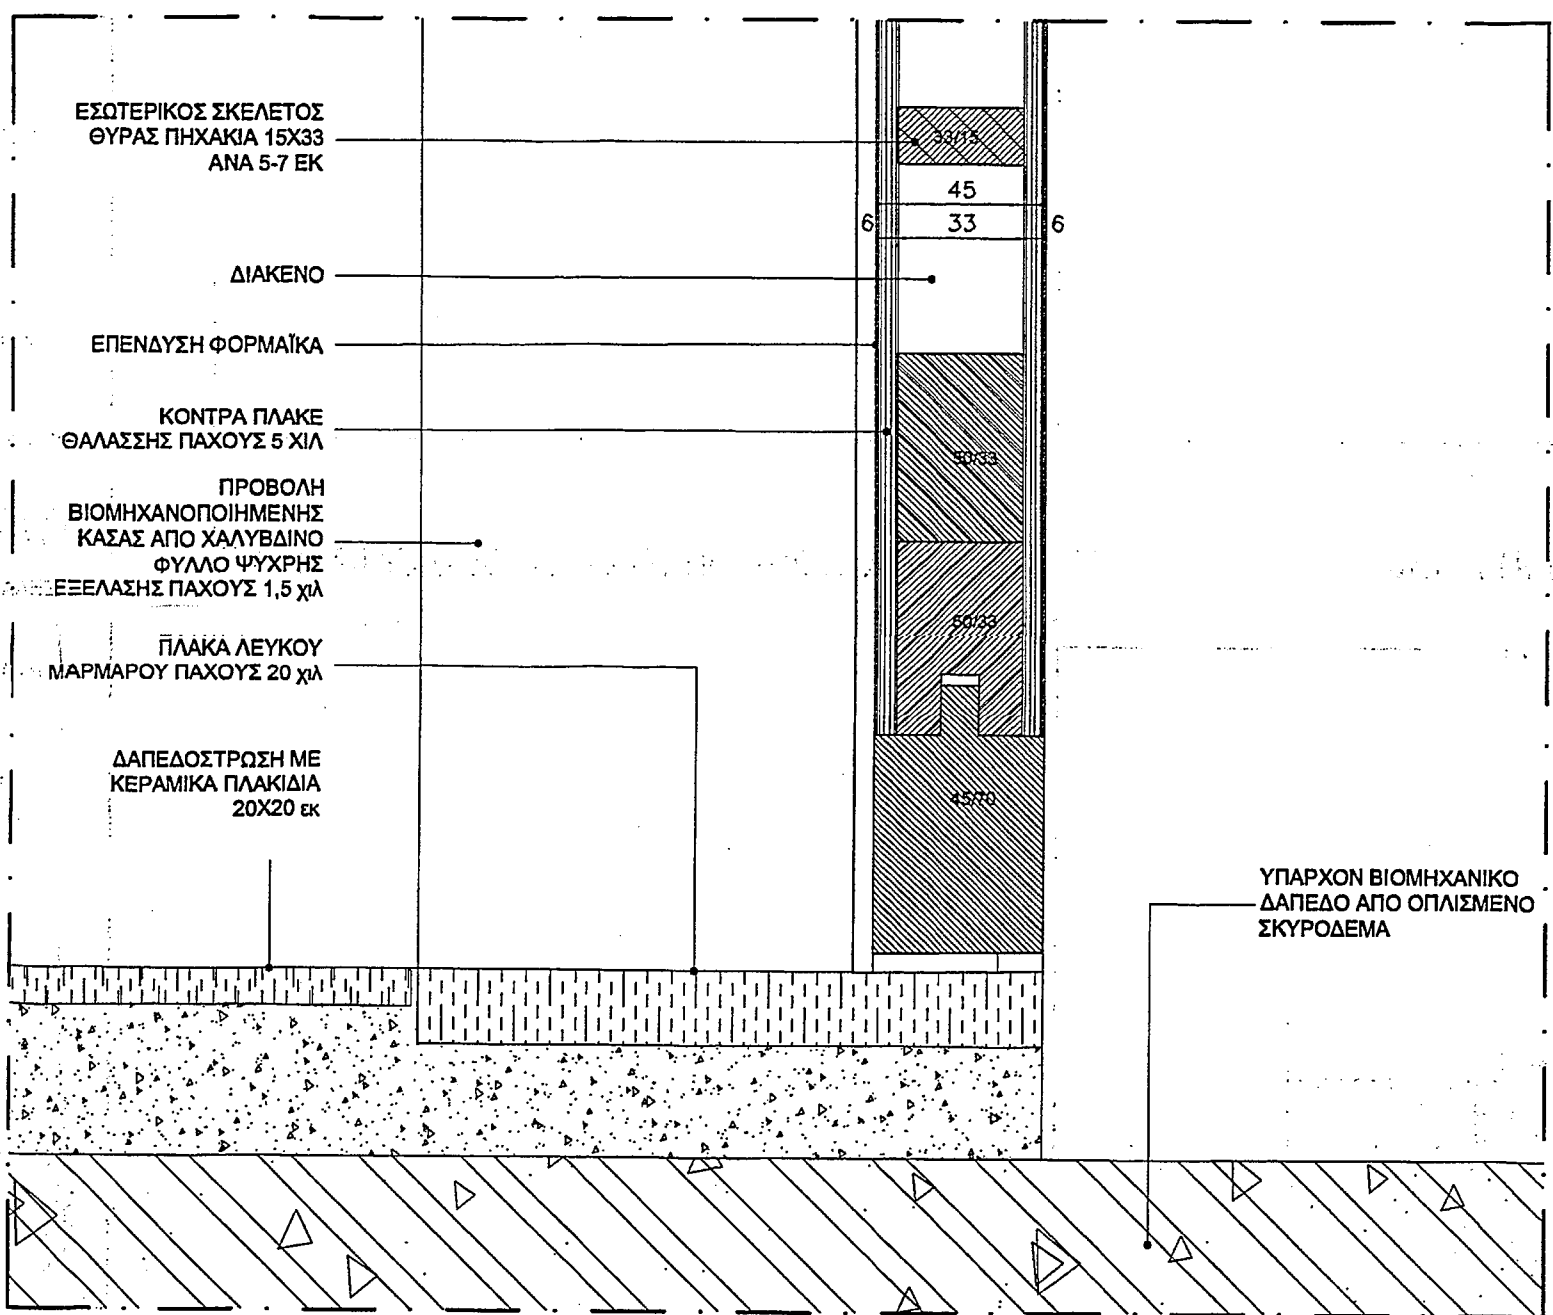 ΕΣΩΤΕΡΙΚΟΣ ΣΚΕΛΕΤΟΣ
ΘΥΡΑΣ ΠΗΧΑΚΙΑ 15Χ33
ΑΝΑ 5-7 ΕΚ
33/15
45
6
33
6
ΔΙΑΚΕΝΟ
ΕΠΕΝΔΥΣΗ ΦΟΡΜΑΪΚΑ
ΚΟΝΤΡΑ ΠΛΑΚΕ
ΘΑΛΑΣΣΗΣ ΠΑΧΟΥΣ 5 ΧΙΛ
50/33
ΠΡΟΒΟΛΗ
ΒΙΟΜΗΧΑΝΟΠΟΙΗΜΕΝΗΣ
ΚΑΣΑΣ ΑΠΟ ΧΑΛΥΒΔΙΝΟ
ΦΥΛΛΟ ΨΥΧΡΗΣ
ΕΞΕΛΑΣΗΣ ΠΑΧΟΥΣ 1,5 χιλ
50/33
ΠΛΑΚΑ ΛΕΥΚΟΥ
ΜΑΡΜΑΡΟΥ ΠΑΧΟΥΣ 20 χιλ
ΔΑΠΕΔΟΣΤΡΩΣΗ ΜΕ
ΚΕΡΑΜΙΚΑ ΠΛΑΚΙΔΙΑ
20Χ20 εκ
45/70
ΥΠΑΡΧΟΝ ΒΙΟΜΗΧΑΝΙΚΟ
ΔΑΠΕΔΟ ΑΠΟ ΟΠΛΙΣΜΕΝΟ
ΣΚΥΡΟΔΕΜΑ